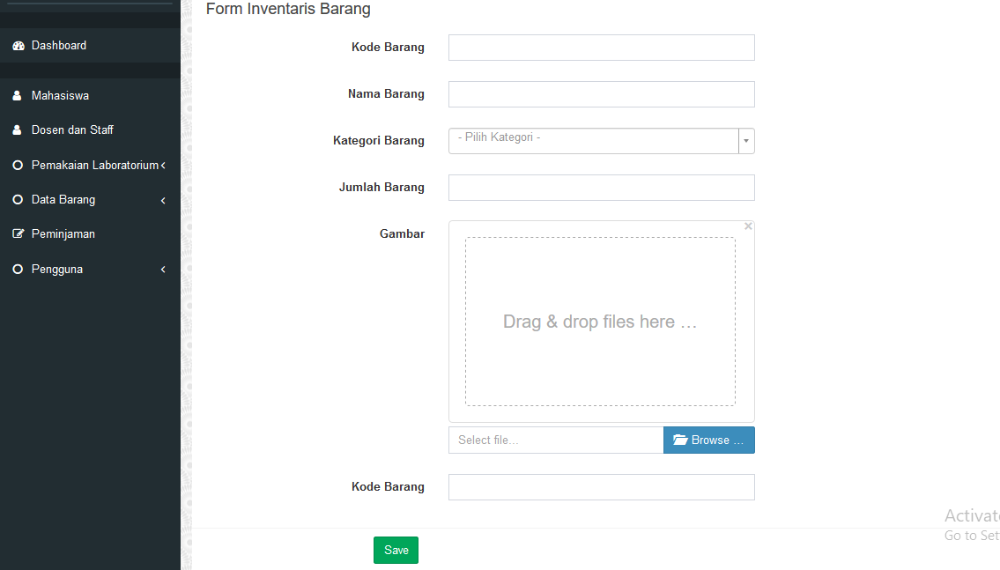 Form Inventaris Barang
Dashboard
Mahasiswa
Dosen dan Staff
Pemakaian Laboratorium
Data Barang
Peminjaman
Pengguna
Kode Barang
Nama Barang
Kategori Barang
- Pilih Kategori -
Jumlah Barang
Gambar
Drag & drop files here …
Select file...
Browse …
Kode Barang
Save
Activate
Go to Set